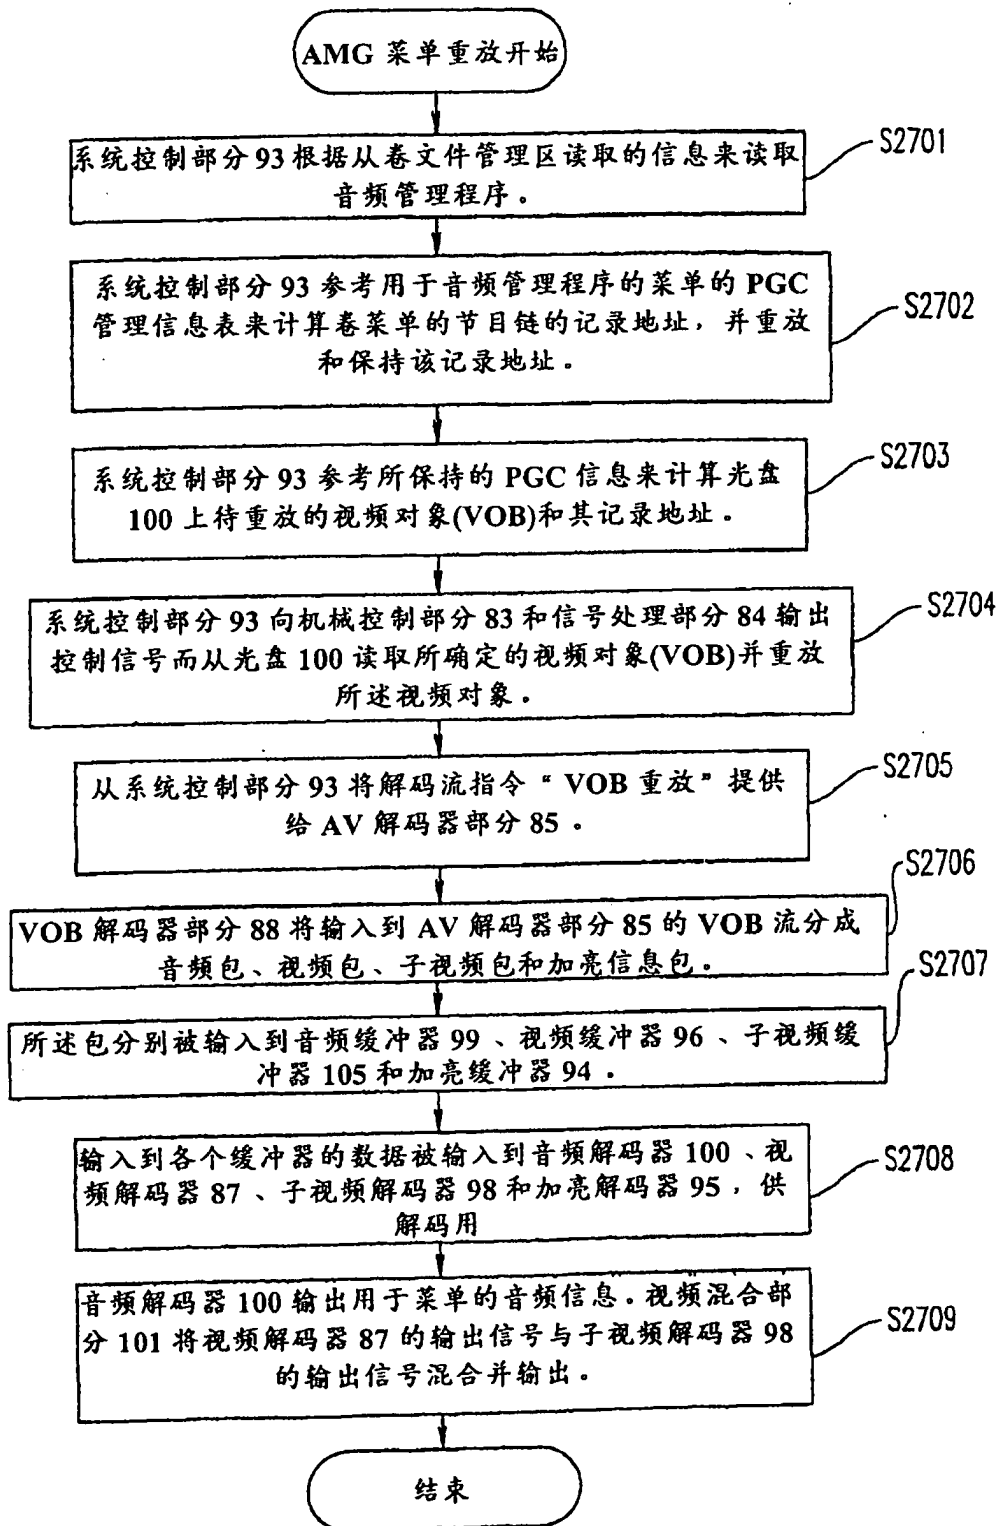 AMG 菜单重放开始
系统控制部分 93 根据从卷文件管理区读取的信息来读取
音频管理程序。
S2701
系统控制部分 93 参考用于音频管理程序的菜单的 PGC
管理信息表来计算卷菜单的节目链的记录地址，并重放
和保持该记录地址。
S2702
系统控制部分 93 参考所保持的 PGC 信息来计算光盘
100 上待重放的视频对象(VOB)和其记录地址。
S2703
系统控制部分 93 向机械控制部分 83 和信号处理部分 84 输出
控制信号而从光盘 100 读取所确定的视频对象(VOB)并重放
所述视频对象。
S2704
从系统控制部分 93 将解码流指令“VOB 重放”提供
给 AV 解码器部分 85 。
S2705
VOB 解码器部分 88 将输入到 AV 解码器部分 85 的 VOB 流分成
音频包、视频包、子视频包和加亮信息包。
S2706
所述包分别被输入到音频缓冲器 99 、视频缓冲器 96 、子视频缓
冲器 105 和加亮缓冲器 94 。
S2707
输入到各个缓冲器的数据被输入到音频解码器 100 、视
频解码器 87 、子视频解码器 98 和加亮解码器 95 ，供
解码用
S2708
音频解码器 100 输出用于菜单的音频信息。视频混合部
分 101 将视频解码器 87 的输出信号与子视频解码器 98
的输出信号混合并输出。
S2709
结束